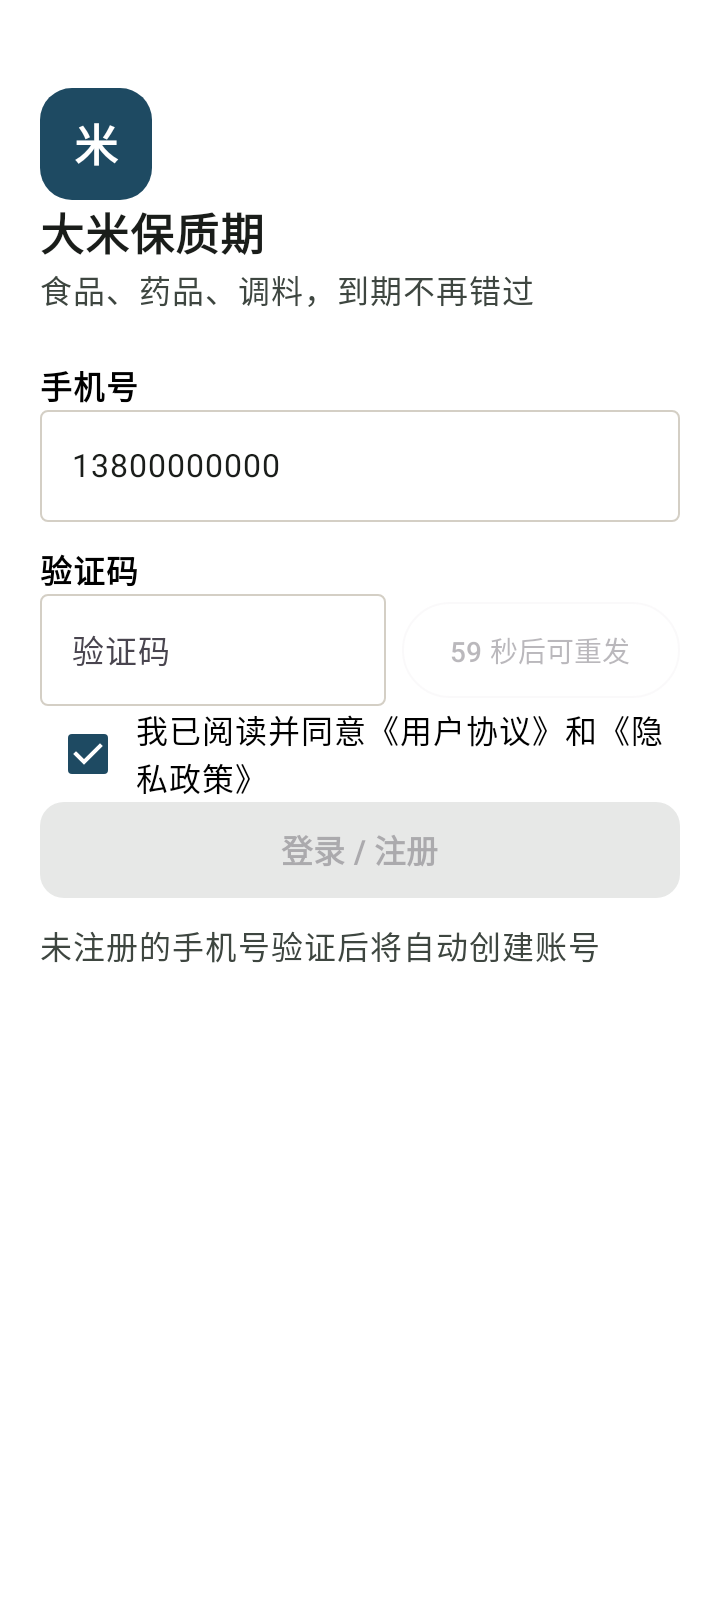 米
大米保质期
食品、药品、调料，到期不再错过
手机号
13800000000
验证码
验证码
59 秒后可重发
我已阅读并同意《用户协议》和《隐
私政策》
登录 / 注册
未注册的手机号验证后将自动创建账号